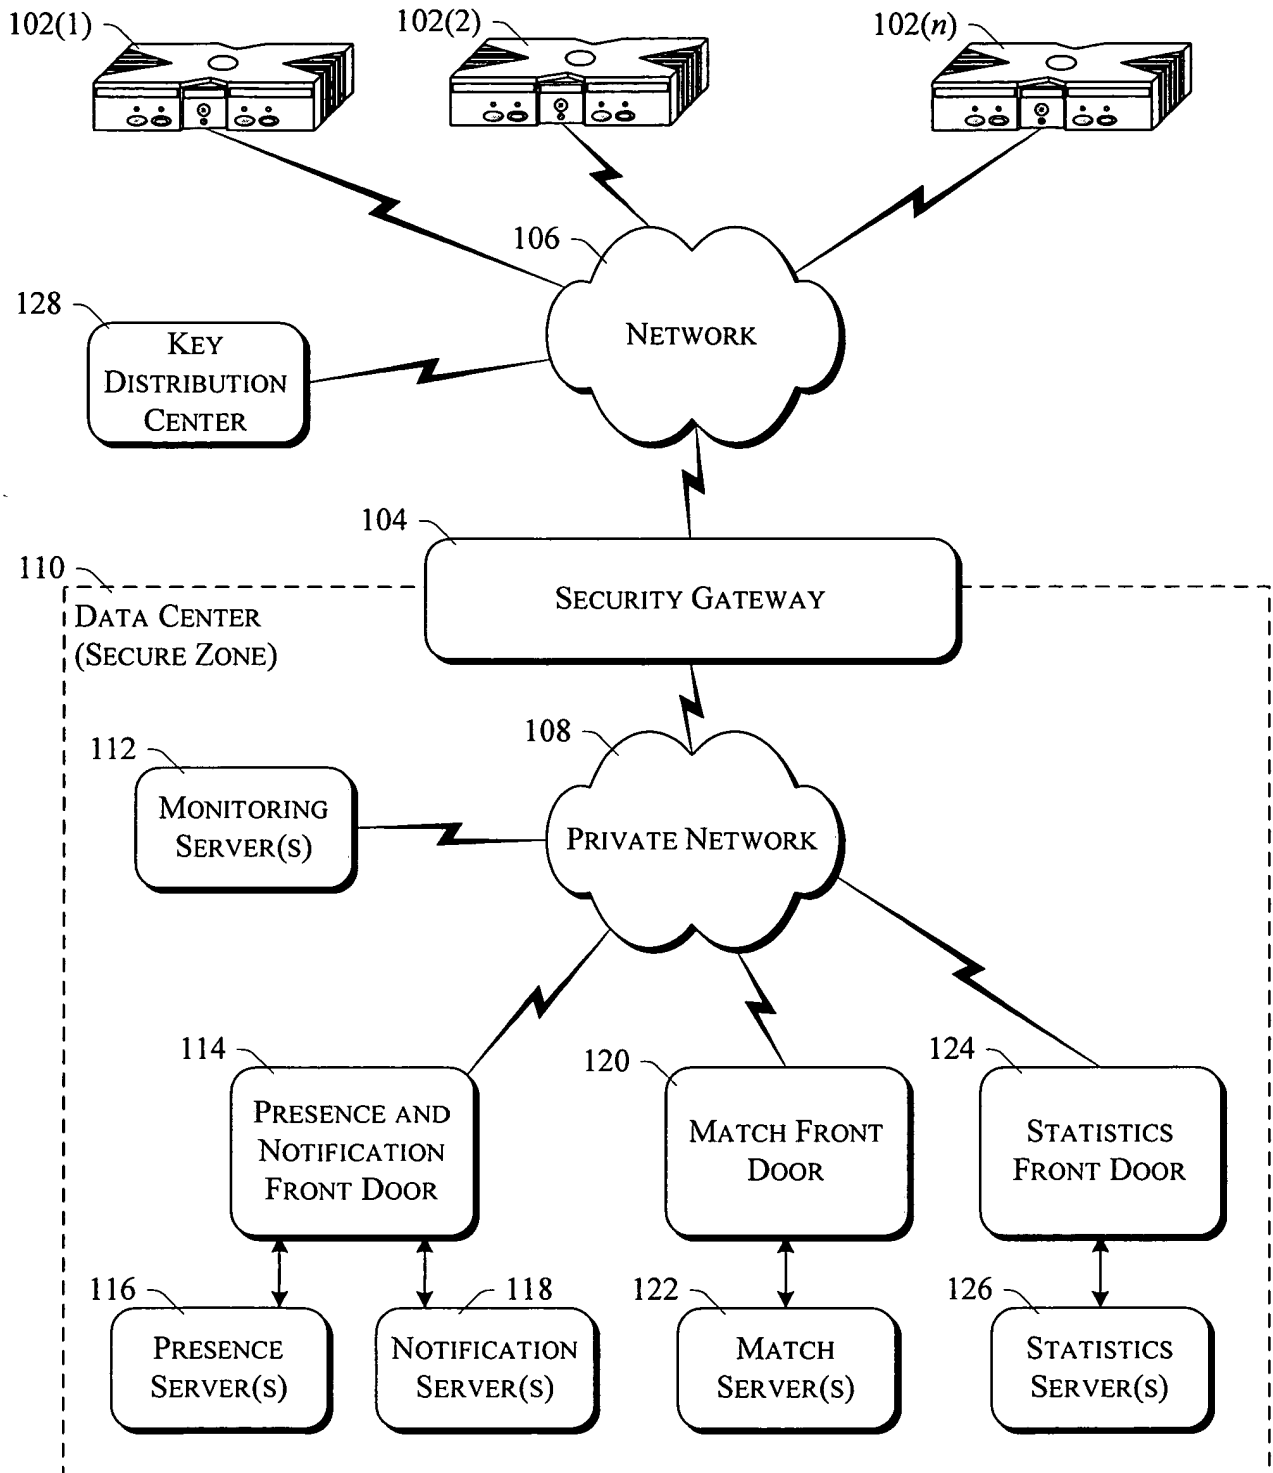 102(1)
102(2)
102(n)
106
NETWORK
128
KEY
DISTRIBUTION
CENTER
104
SECURITY GATEWAY
110
DATA CENTER
(SECURE ZONE)
108
PRIVATE NETWORK
112
MONITORING
SERVER(S)
114
PRESENCE AND
NOTIFICATION
FRONT DOOR
120
MATCH FRONT
DOOR
124
STATISTICS
FRONT DOOR
116
PRESENCE
SERVER(S)
118
NOTIFICATION
SERVER(S)
122
MATCH
SERVER(S)
126
STATISTICS
SERVER(S)